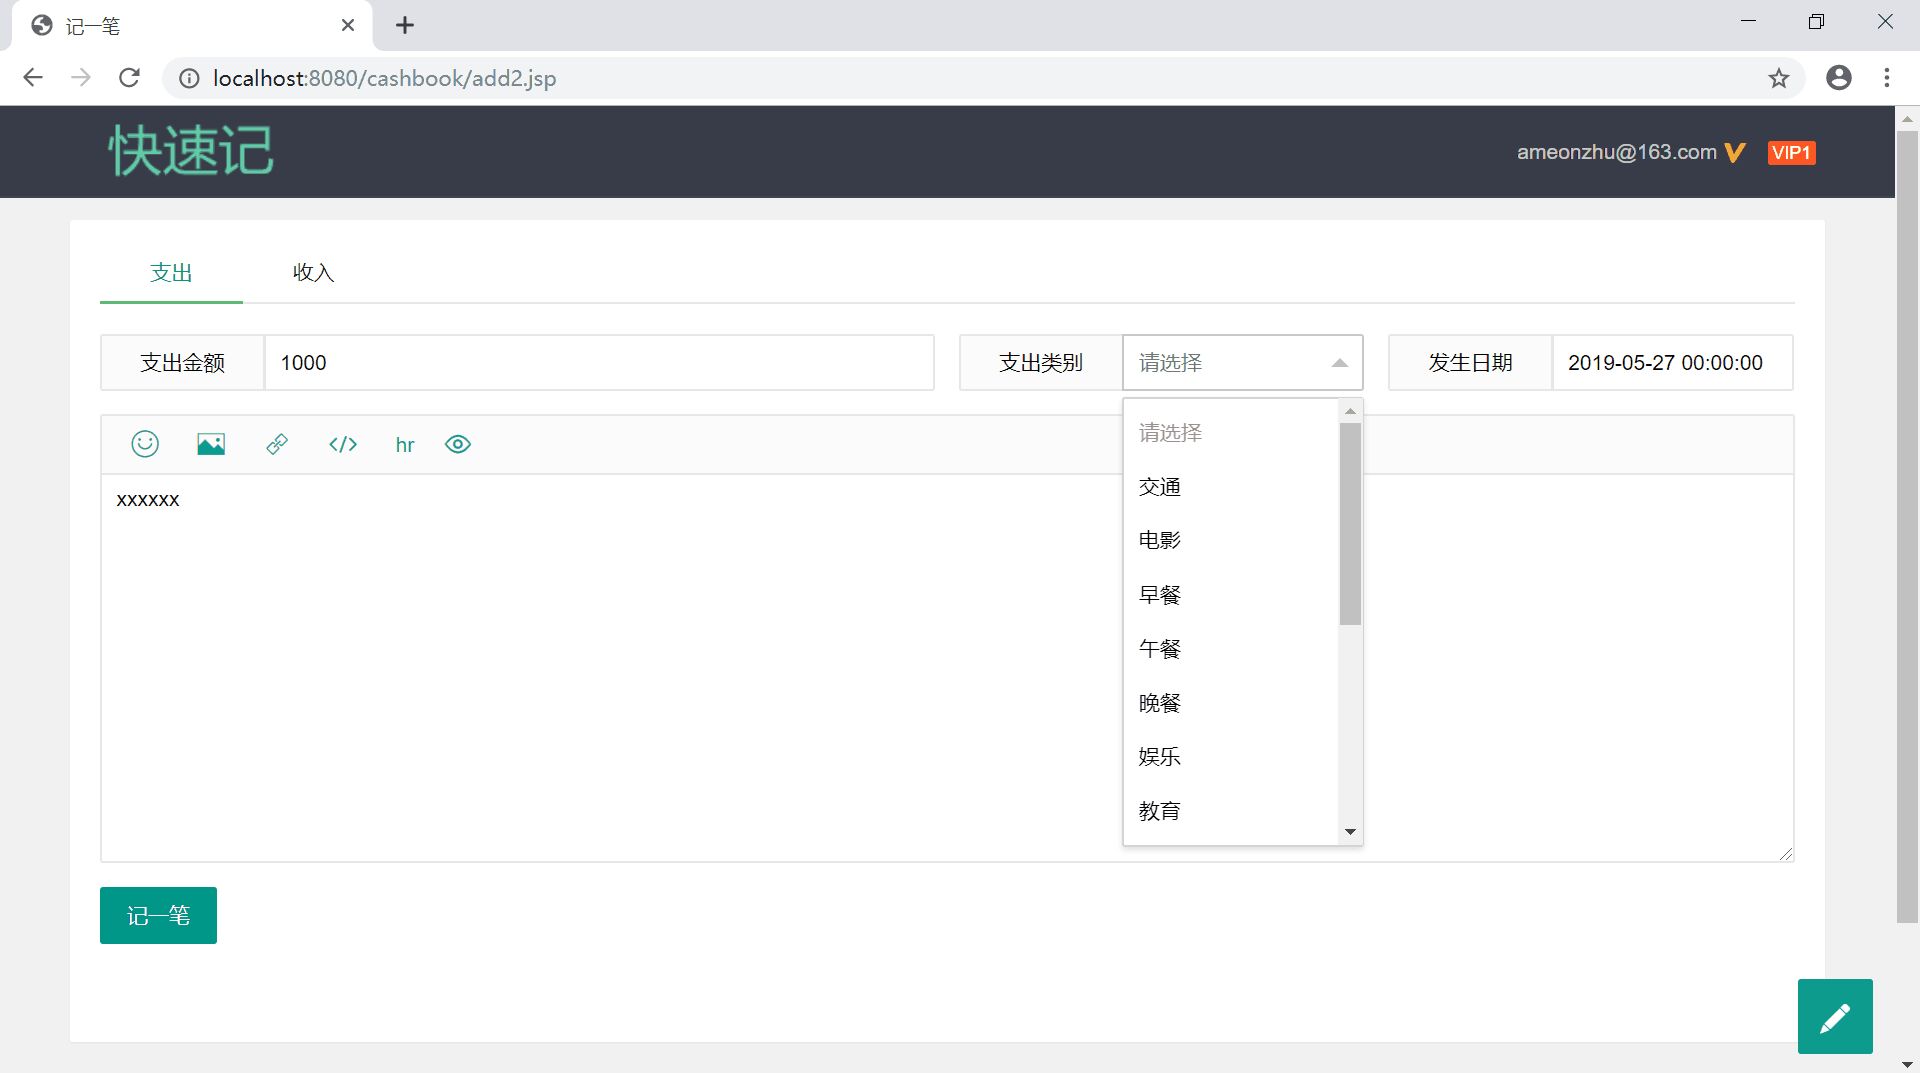 记一笔
localhost:8080/cashbook/add2.jsp
快速记
ameonzhu@163.com VIP1
支出 收入
支出金额 1000 支出类别 请选择 发生日期 2019-05-27 00:00:00
hr
请选择
xxxxxx
交通
电影
早餐
午餐
晚餐
娱乐
教育
记一笔